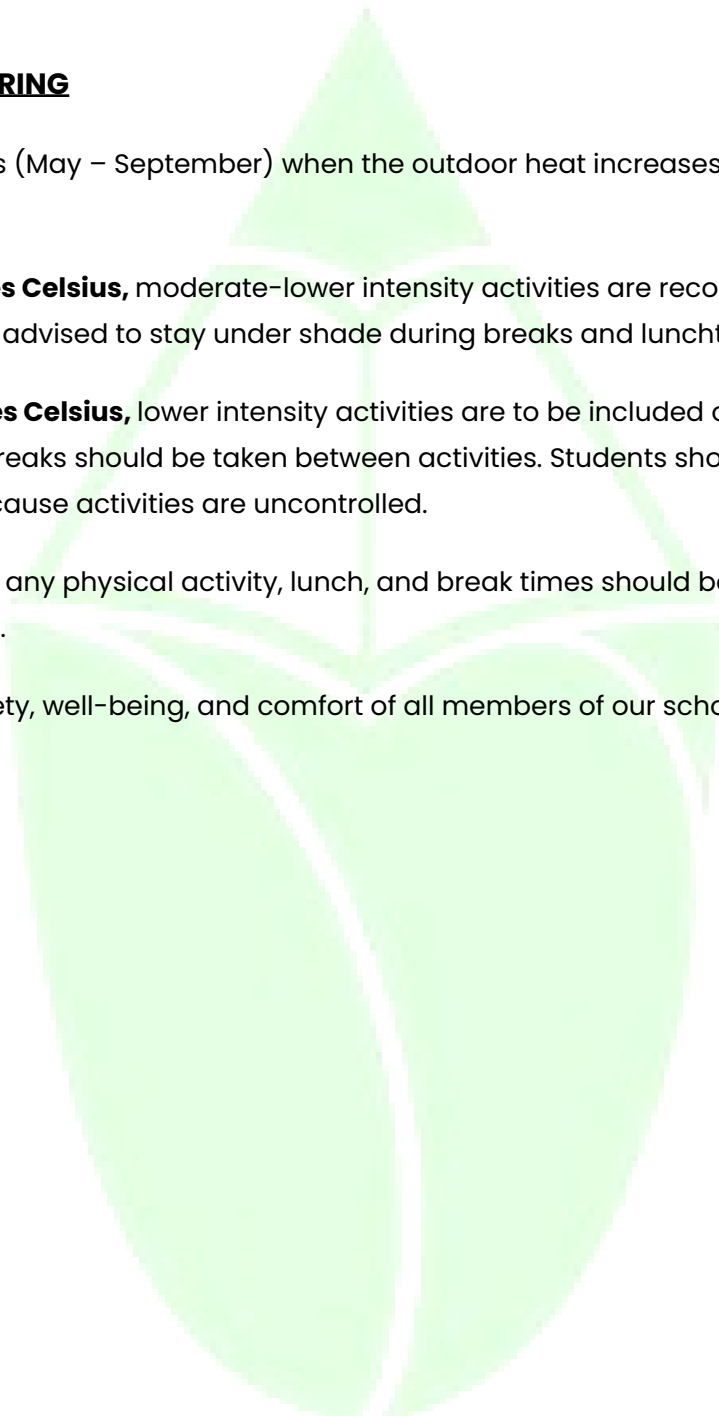 RING
s (May – September) when the outdoor heat increases
es Celsius, moderate-lower intensity activities are reco
advised to stay under shade during breaks and luncht
es Celsius, lower intensity activities are to be included
reaks should be taken between activities. Students sho
cause activities are uncontrolled.
any physical activity, lunch, and break times should be
.
ety, well-being, and comfort of all members of our scho